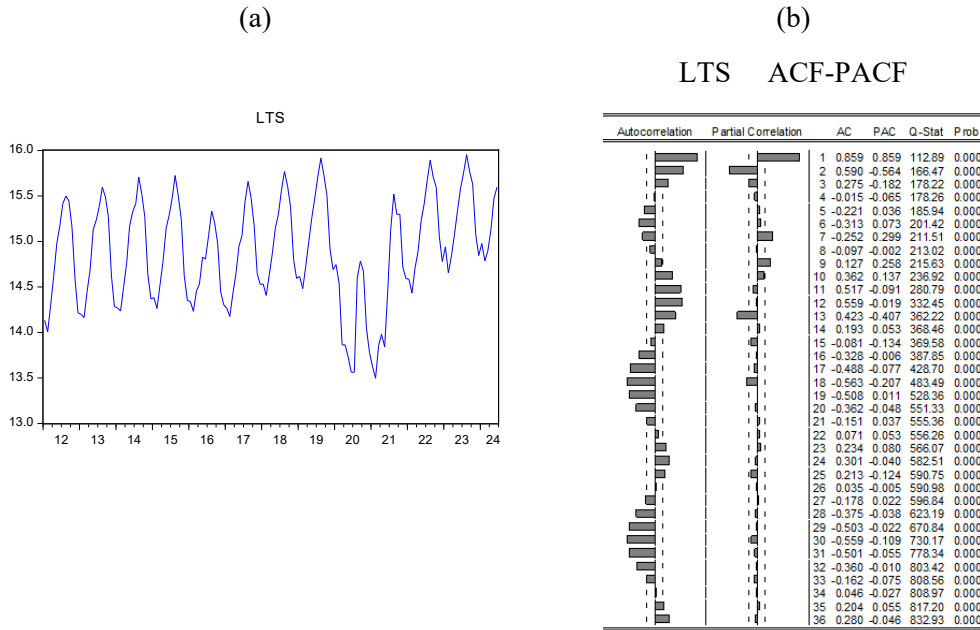 (a)
(b)
LTS ACF-PACF
LTS
16.0
15.5
15.0
14.5
14.0
13.5
13.0
12 13 14 15 16 17 18 19 20 21 22 23 24
Autocorrelation Partial Correlation AC PAC Q-Stat Prob
1 0.859 0.859 112.89 0.000
2 0.590 -0.564 166.47 0.000
3 0.275 -0.182 178.22 0.000
4 -0.015 -0.065 178.26 0.000
5 -0.221 0.036 185.94 0.000
6 -0.313 0.073 201.42 0.000
7 -0.252 0.299 211.51 0.000
8 -0.097 -0.002 213.02 0.000
9 0.127 0.258 215.63 0.000
10 0.362 0.137 236.92 0.000
11 0.517 -0.091 280.79 0.000
12 0.559 -0.019 332.45 0.000
13 0.423 -0.407 362.22 0.000
14 0.193 0.053 368.46 0.000
15 -0.081 -0.134 369.58 0.000
16 -0.328 -0.006 387.85 0.000
17 -0.488 -0.077 428.70 0.000
18 -0.563 -0.207 483.49 0.000
19 -0.508 0.011 528.36 0.000
20 -0.362 -0.048 551.33 0.000
21 -0.151 0.037 555.36 0.000
22 0.071 0.053 556.26 0.000
23 0.234 0.080 566.07 0.000
24 0.301 -0.040 582.51 0.000
25 0.213 -0.124 590.75 0.000
26 0.035 -0.005 590.98 0.000
27 -0.178 0.022 596.84 0.000
28 -0.375 -0.038 623.19 0.000
29 -0.503 -0.022 670.84 0.000
30 -0.559 -0.109 730.17 0.000
31 -0.501 -0.055 778.34 0.000
32 -0.360 -0.010 803.42 0.000
33 -0.162 -0.075 808.56 0.000
34 0.046 -0.027 808.97 0.000
35 0.204 0.055 817.20 0.000
36 0.280 -0.046 832.93 0.000